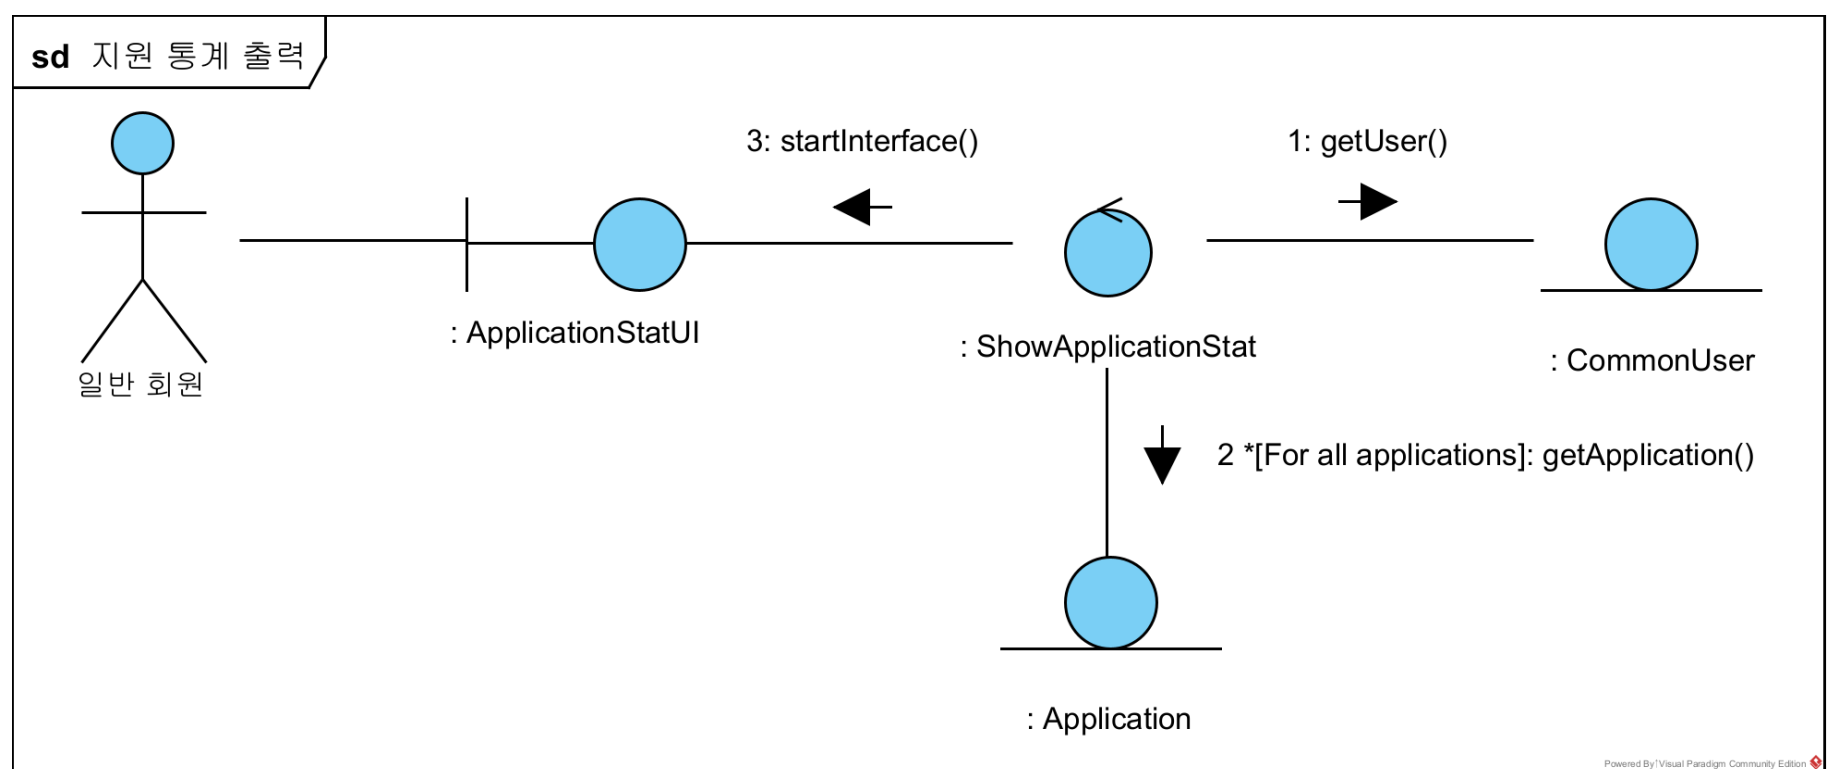 sd 지원 통계 출력
3: startInterface()
1: getUser()
: ApplicationStatUI
: ShowApplicationStat
: CommonUser
일반 회원
2 *[For all applications]: getApplication()
: Application
Powered By Visual Paradigm Community Edition